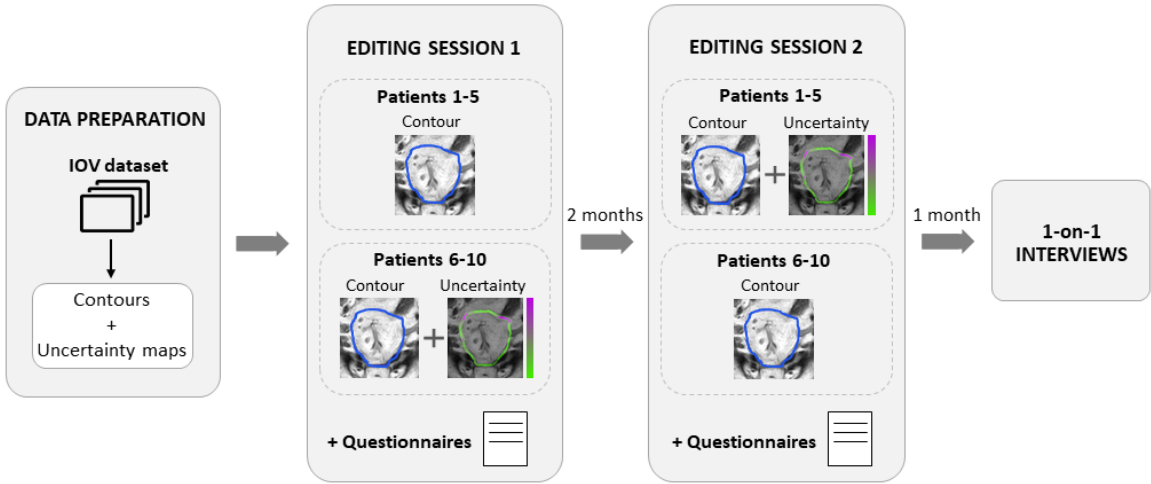 DATA PREPARATION
IOV dataset
Contours
+
Uncertainty maps
EDITING SESSION 1
Patients 1-5
Contour
Patients 6-10
Contour Uncertainty
+
+ Questionnaires
2 months
EDITING SESSION 2
Patients 1-5
Contour Uncertainty
+
Patients 6-10
Contour
+ Questionnaires
1 month
1-on-1
INTERVIEWS